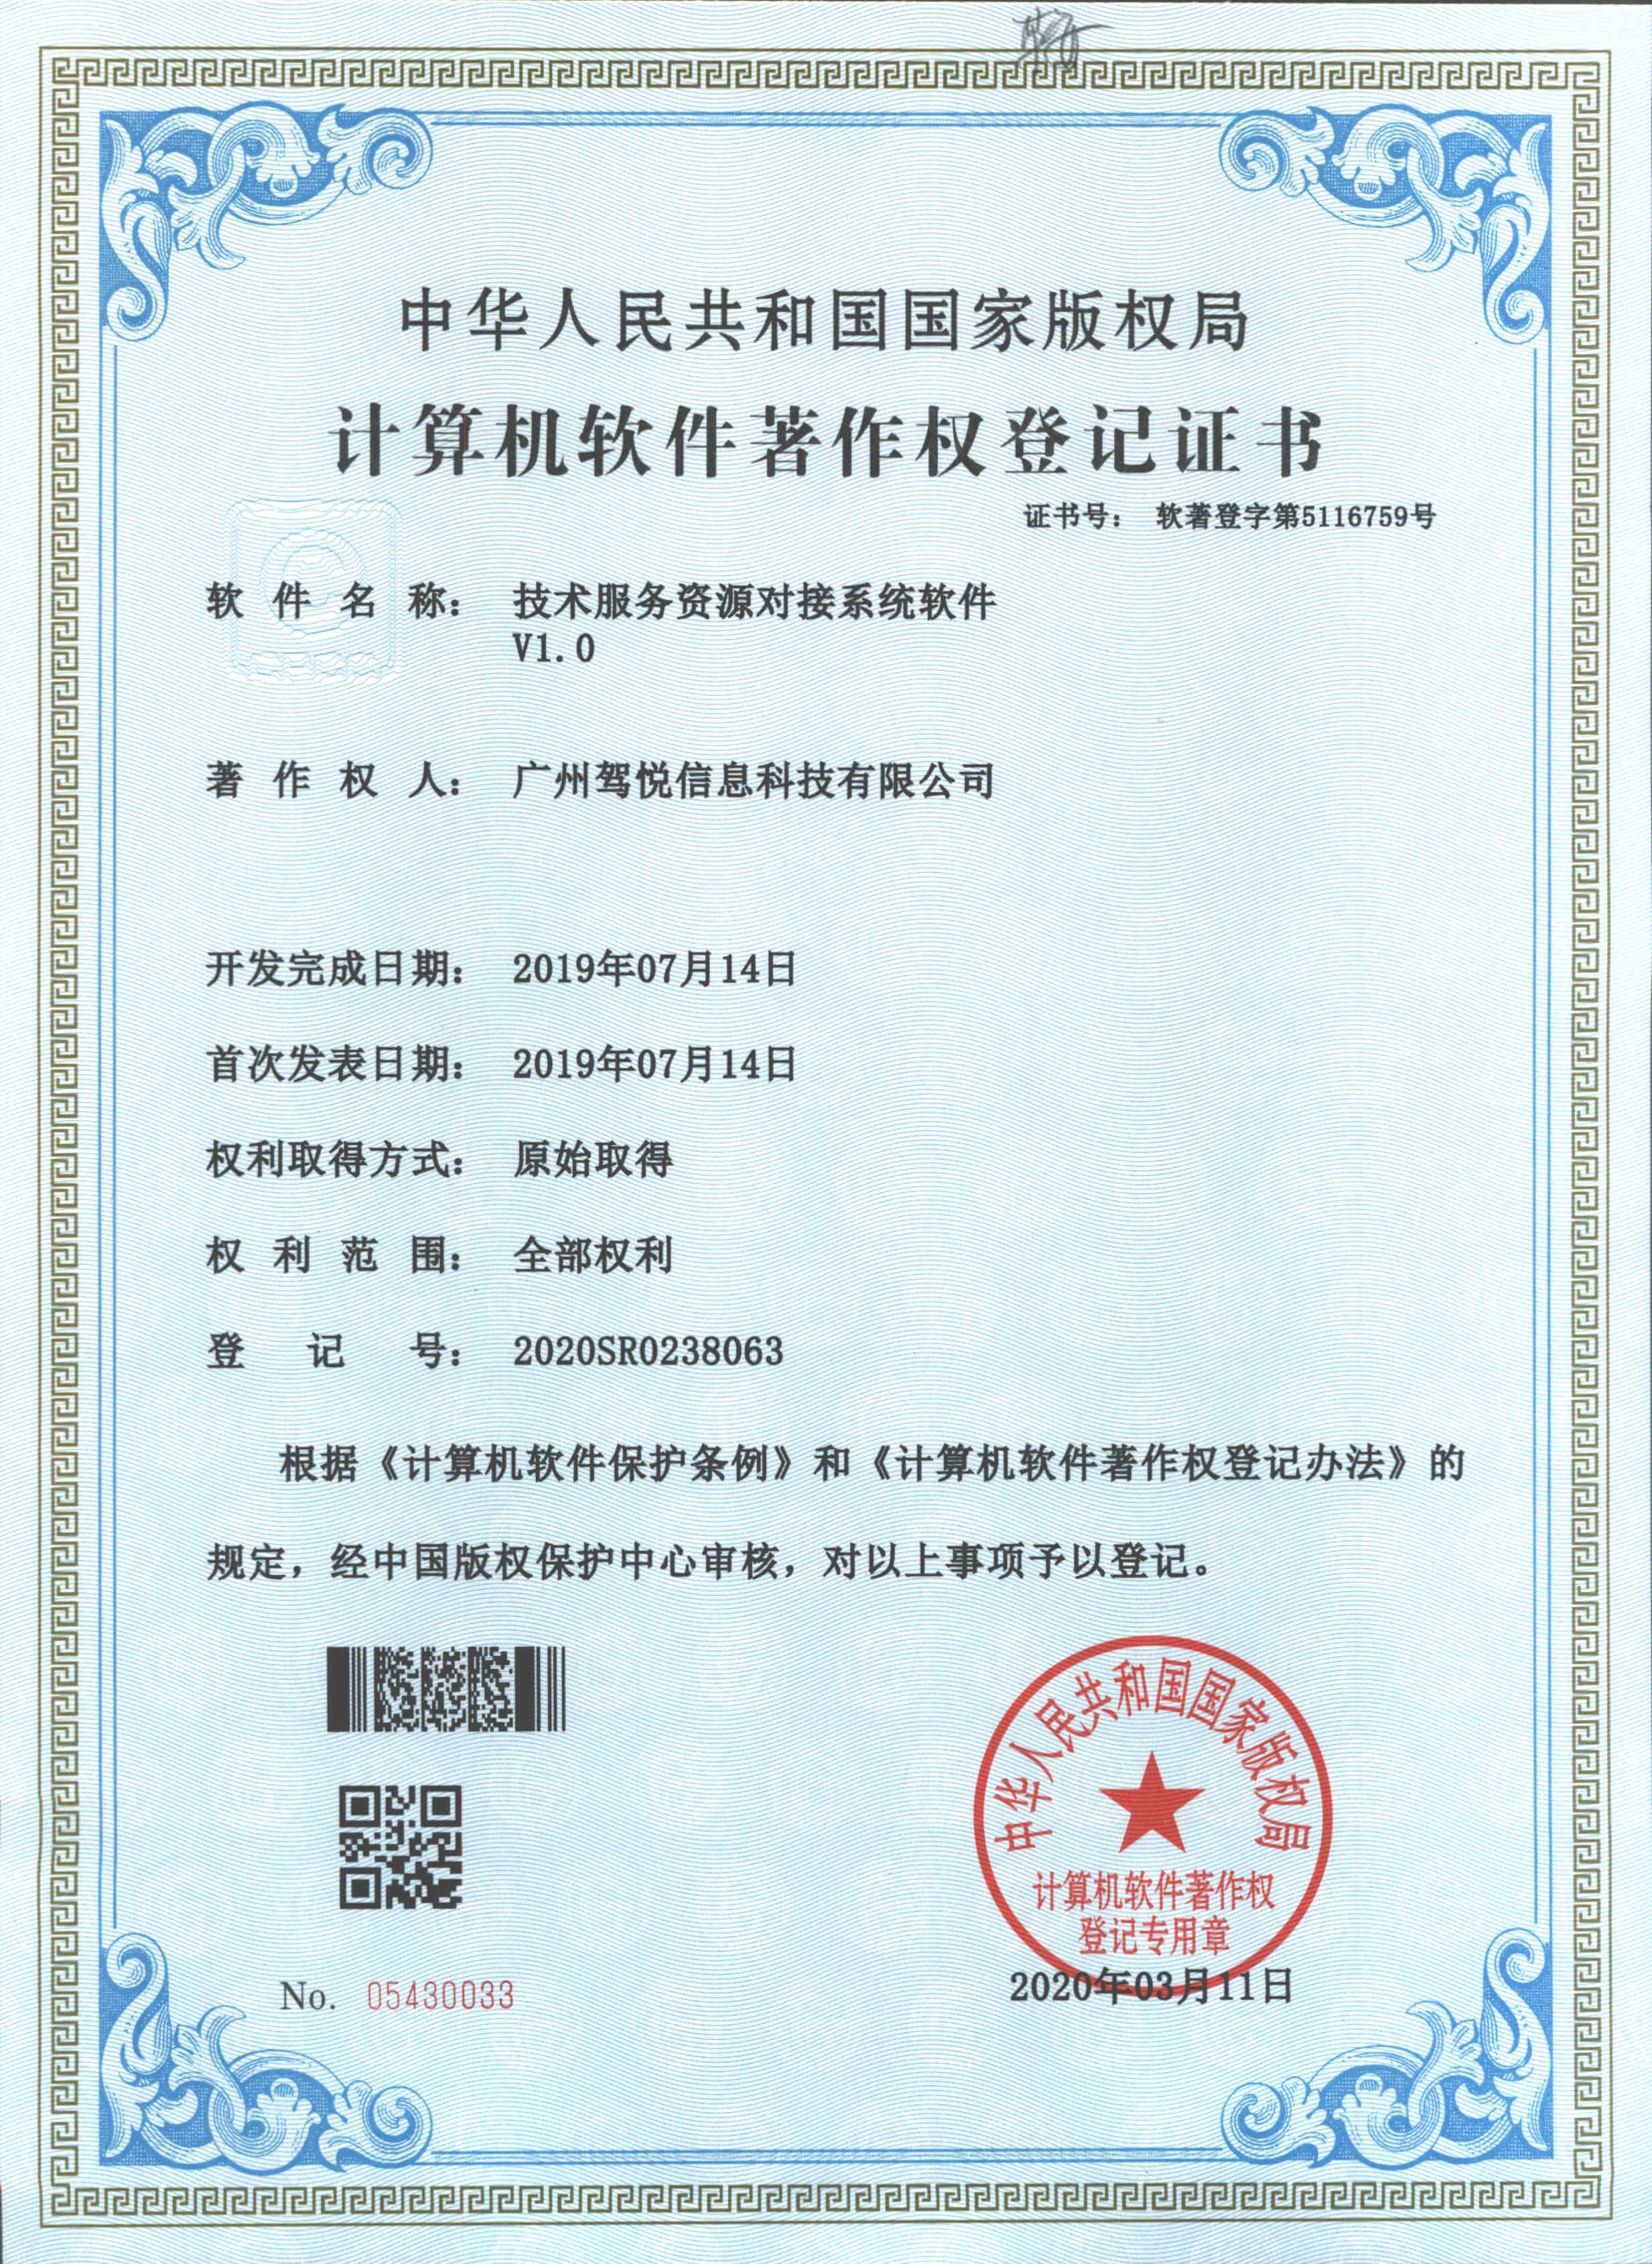 中华人民共和国国家版权局
计算机软件著作权登记证书
证书号： 软著登字第5116759号
软件名称： 技术服务资源对接系统软件
V1.0
著作权人： 广州驾悦信息科技有限公司
开发完成日期： 2019年07月14日
首次发表日期： 2019年07月14日
权利取得方式： 原始取得
权利范围： 全部权利
登记号： 2020SR0238063
根据《计算机软件保护条例》和《计算机软件著作权登记办法》的
规定，经中国版权保护中心审核，对以上事项予以登记。
中华人民共和国国家版权局
计算机软件著作权
登记专用章
No. 05430033
2020年03月11日